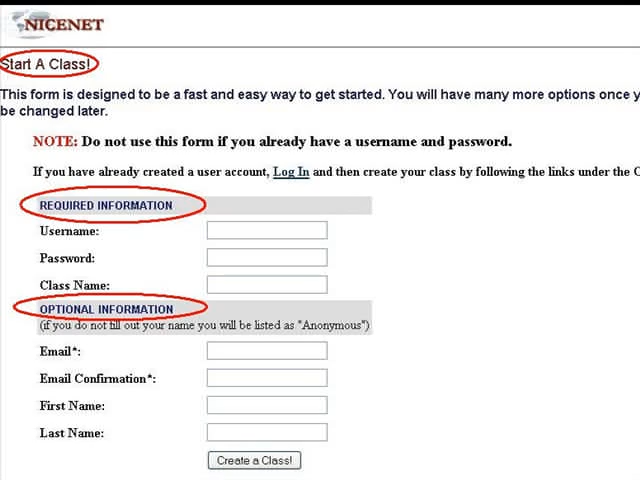 NICENET
Start A Class!
This form is designed to be a fast and easy way to get started. You will have many more options once
be changed later.
NOTE: Do not use this form if you already have a username and password.
If you have already created a user account, Log In and then create your class by following the links under the
REQUIRED INFORMATION
Username:
Password:
Class Name:
OPTIONAL INFORMATION
(if you do not fill out your name you will be listed as "Anonymous")
Email*:
Email Confirmation*:
First Name:
Last Name:
Create a Class!